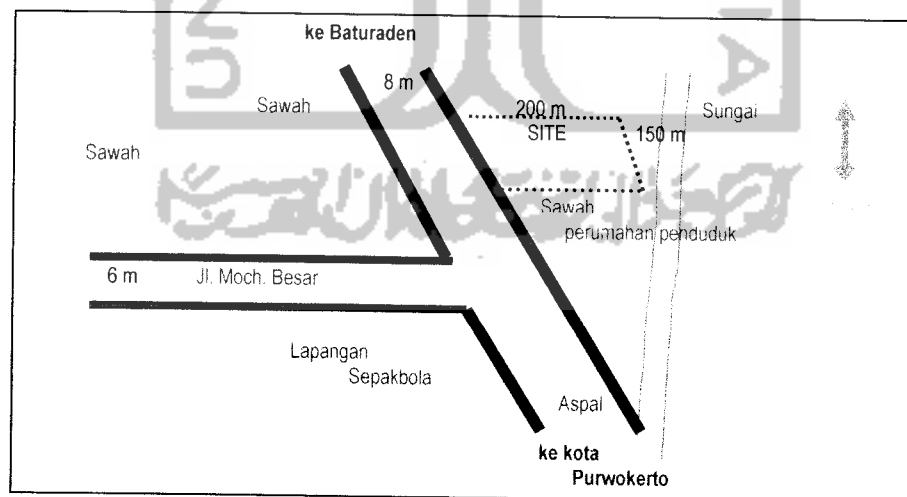 ke Baturaden
8 m
Sawah
200 m
SITE
150 m
Sungai
Sawah
Sawah
perumahan penduduk
6 m
Jl. Moch. Besar
Lapangan
Sepakbola
Aspal
ke kota
Purwokerto